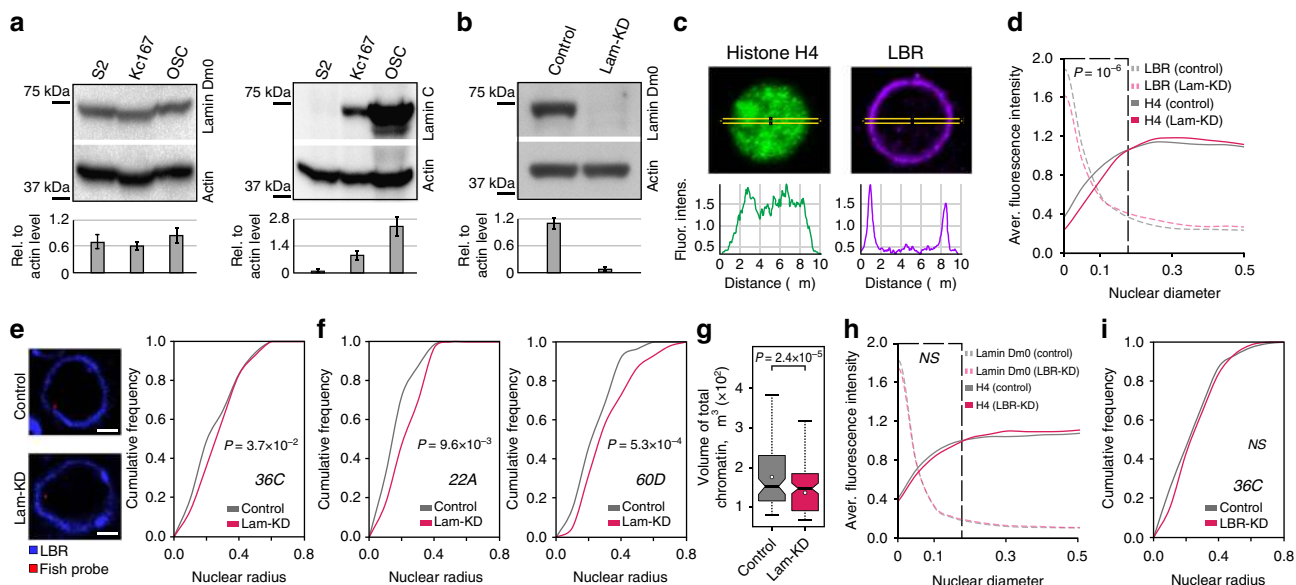 a
S2
Kc167
OSC
75 kDa
Lamin Dm0
37 kDa
Actin
Rel. to
actin level
1.2
0.6
0
S2
Kc167
OSC
75 kDa
Lamin C
37 kDa
Actin
Rel. to
actin level
2.8
1.4
0
b
Control
Lam-KD
75 kDa
Lamin Dm0
37 kDa
Actin
Rel. to
actin level
1.2
0.6
0
c
Histone H4
LBR
Fluor. intens.
1.5
1.0
0.5
0 2 4 6 8 10
Distance ( m)
1.5
1.0
0.5
0 2 4 6 8 10
Distance ( m)
d
Aver. fluorescence intensity
2.0
1.6
1.2
0.8
0.4
0.0
P = 10⁻⁶
LBR (control)
LBR (Lam-KD)
H4 (control)
H4 (Lam-KD)
0.1 0.3 0.5
Nuclear diameter
e
Control
Lam-KD
LBR
Fish probe
Cumulative frequency
1.0
0.8
0.6
0.4
0.2
0.0
P = 3.7×10⁻²
36C
Control
Lam-KD
0.0 0.4 0.8
Nuclear radius
f
Cumulative frequency
1.0
0.8
0.6
0.4
0.2
0.0
P = 9.6×10⁻³
22A
Control
Lam-KD
0.0 0.4 0.8
Nuclear radius
Cumulative frequency
1.0
0.8
0.6
0.4
0.2
0.0
P = 5.3×10⁻⁴
60D
Control
Lam-KD
0.0 0.4 0.8
Nuclear radius
g
Volume of total
chromatin, m³ (×10²)
P = 2.4×10⁻⁵
4
3
2
1
Control
Lam-KD
h
Aver. fluorescence intensity
2.0
1.6
1.2
0.8
0.4
0.0
NS
Lamin Dm0 (control)
Lamin Dm0 (LBR-KD)
H4 (control)
H4 (LBR-KD)
0.1 0.3 0.5
Nuclear diameter
i
Cumulative frequency
1.0
0.8
0.6
0.4
0.2
0.0
NS
36C
Control
LBR-KD
0.0 0.4 0.8
Nuclear radius